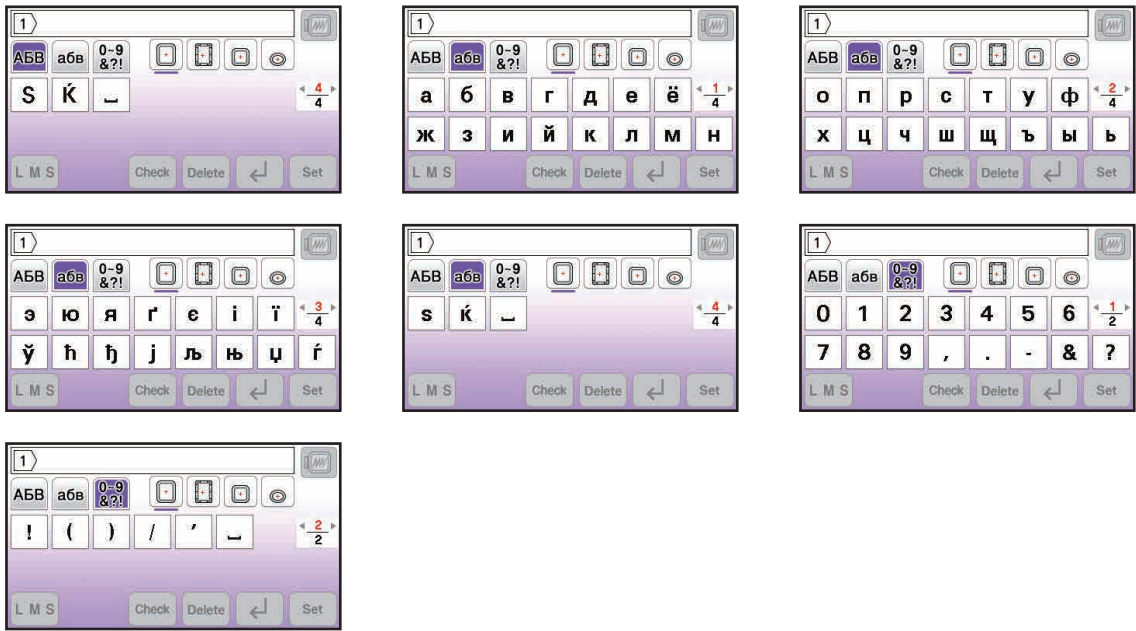 1
АБВ абв 0~9 &?!
Ѕ Ќ ⎵ 4/4
L M S Check Delete ↵ Set
1
АБВ абв 0~9 &?!
а б в г д е ё 1/4
ж з и й к л м н
L M S Check Delete ↵ Set
1
АБВ абв 0~9 &?!
о п р с т у ф 2/4
х ц ч ш щ ъ ы ь
L M S Check Delete ↵ Set
1
АБВ абв 0~9 &?!
э ю я ґ є і ї 3/4
ў ћ ђ ј љ њ џ ѓ
L M S Check Delete ↵ Set
1
АБВ абв 0~9 &?!
ѕ ќ ⎵ 4/4
L M S Check Delete ↵ Set
1
АБВ абв 0~9 &?!
0 1 2 3 4 5 6 1/2
7 8 9 , . - & ?
L M S Check Delete ↵ Set
1
АБВ абв 0~9 &?!
! ( ) / ′ ⎵ 2/2
L M S Check Delete ↵ Set